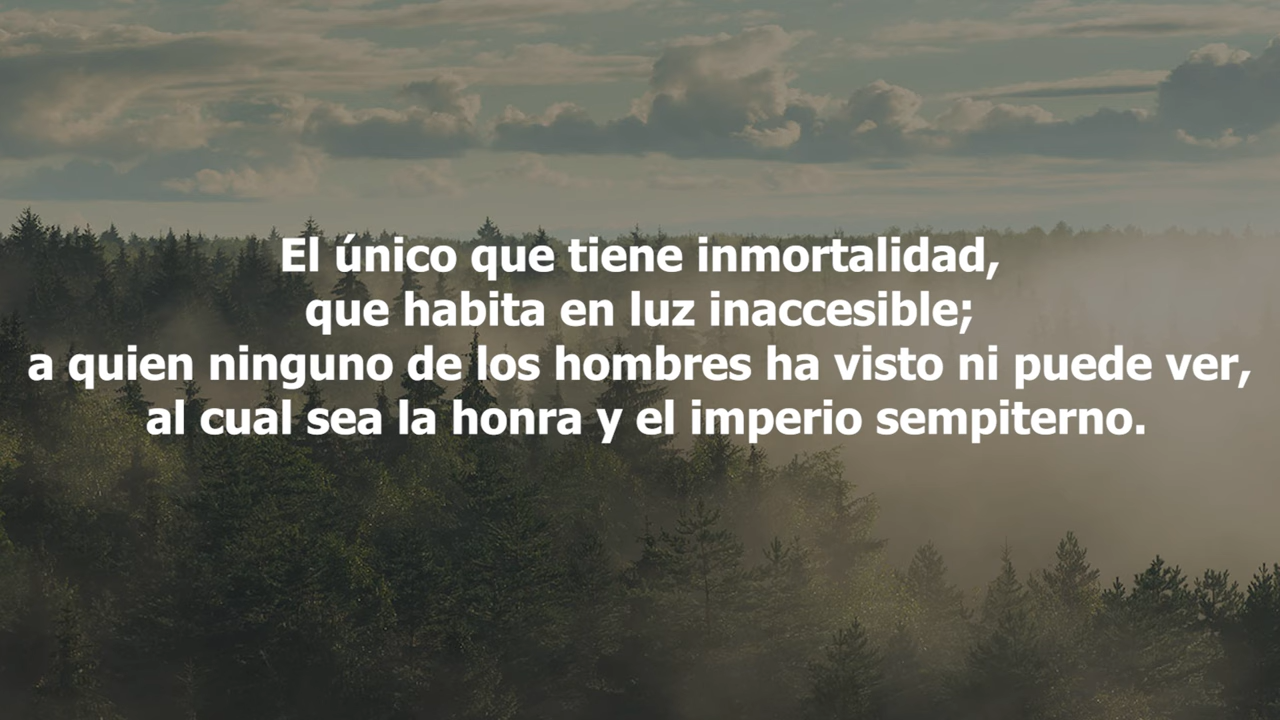 El único que tiene inmortalidad,
que habita en luz inaccesible;
a quien ninguno de los hombres ha visto ni puede ver,
al cual sea la honra y el imperio sempiterno.